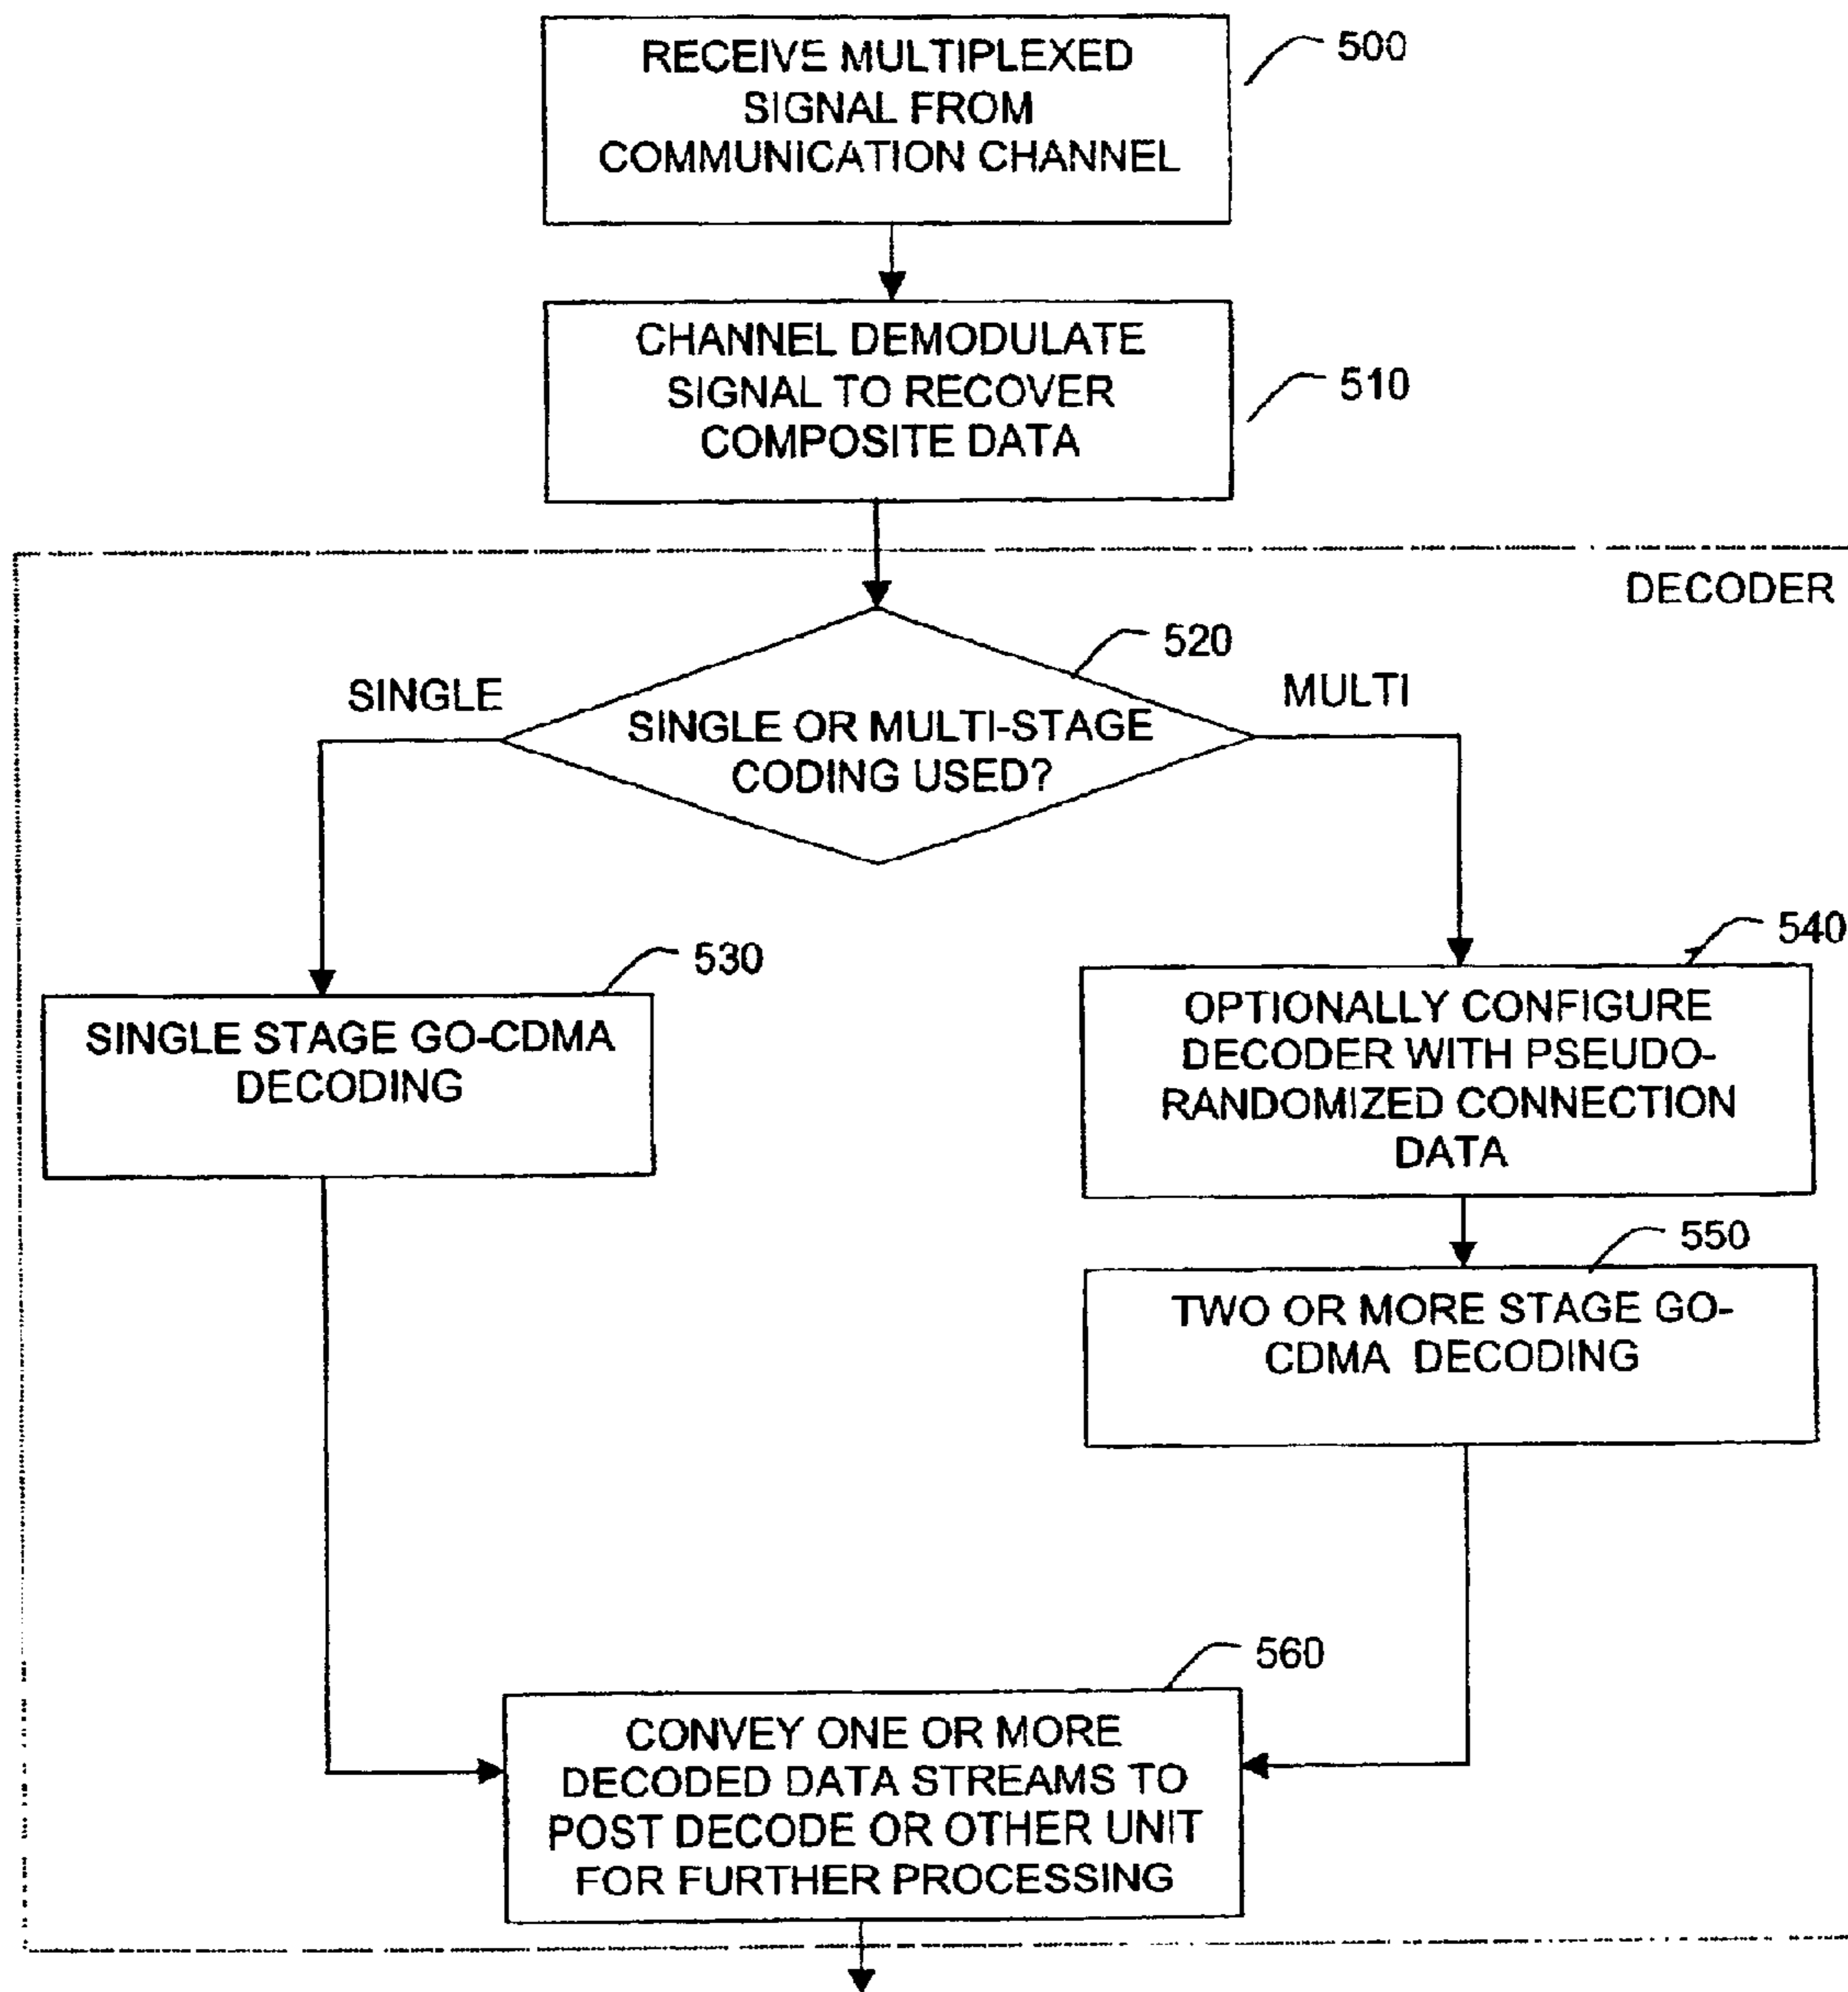 RECEIVE MULTIPLEXED
SIGNAL FROM
COMMUNICATION CHANNEL
500
CHANNEL DEMODULATE
SIGNAL TO RECOVER
COMPOSITE DATA
510
DECODER
520
SINGLE
MULTI
SINGLE OR MULTI-STAGE
CODING USED?
530
SINGLE STAGE GO-CDMA
DECODING
540
OPTIONALLY CONFIGURE
DECODER WITH PSEUDO-
RANDOMIZED CONNECTION
DATA
550
TWO OR MORE STAGE GO-
CDMA DECODING
560
CONVEY ONE OR MORE
DECODED DATA STREAMS TO
POST DECODE OR OTHER UNIT
FOR FURTHER PROCESSING